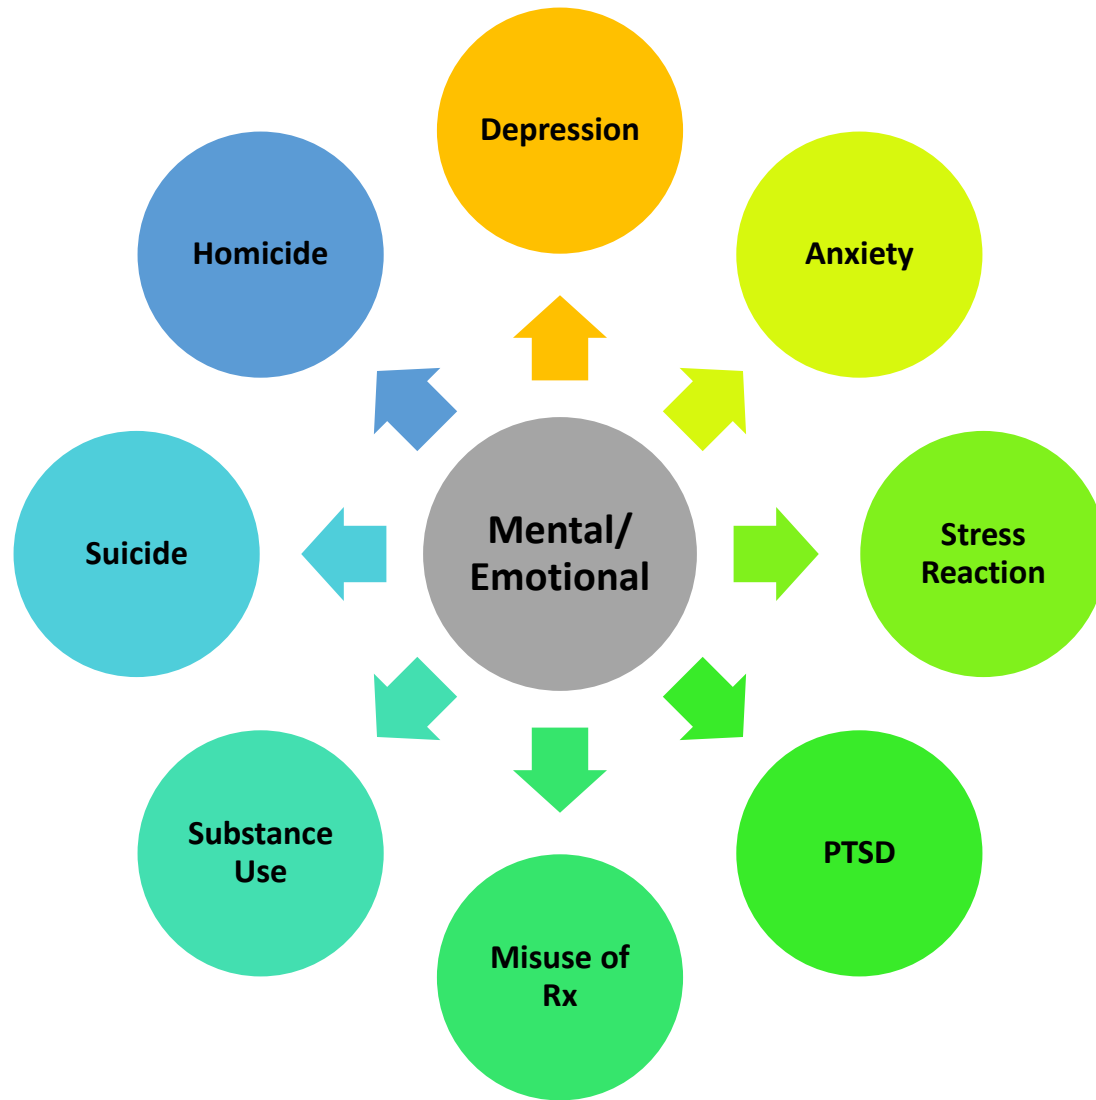 Depression
Anxiety
Stress
Reaction
PTSD
Misuse of
Rx
Substance
Use
Suicide
Homicide
Mental/
Emotional